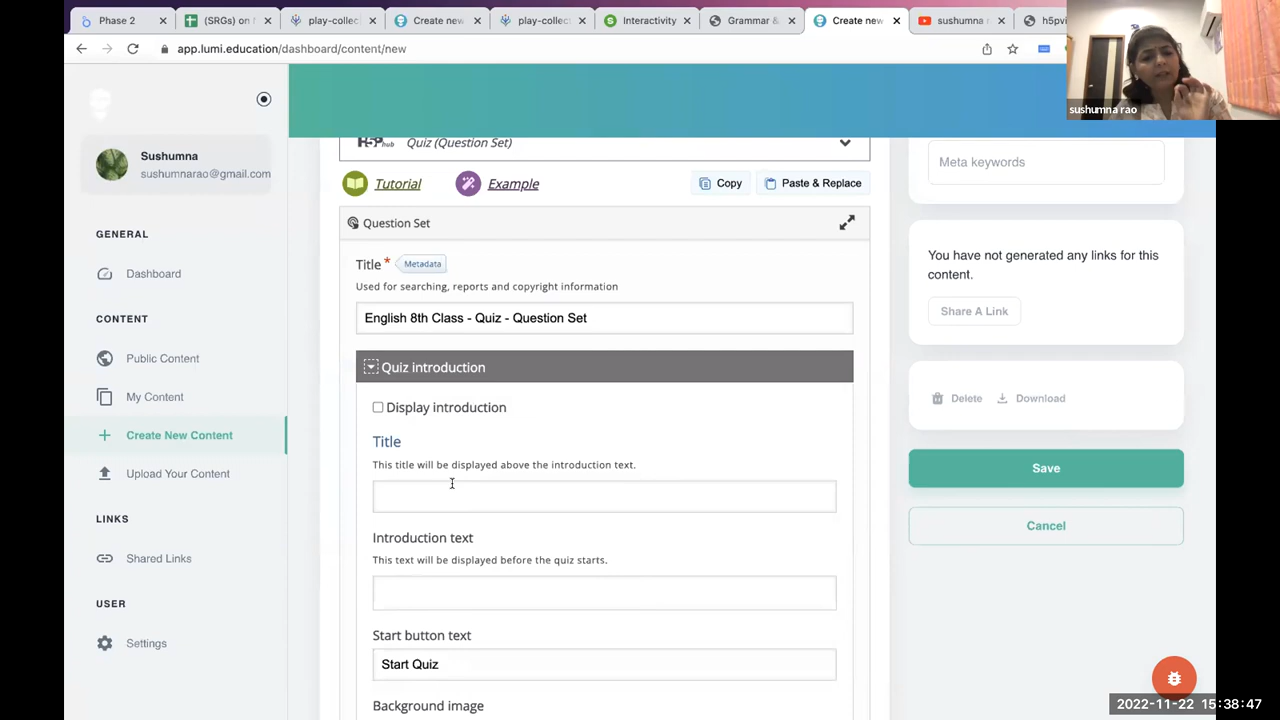 Phase 2
(SRGs) on
play-collec
Create new
play-collec
Interactivity
Grammar &
Create new
sushumna r
h5pvi
app.lumi.education/dashboard/content/new
sushumna rao
Sushumna
sushumnarao@gmail.com
GENERAL
Dashboard
CONTENT
Public Content
My Content
Create New Content
Upload Your Content
LINKS
Shared Links
USER
Settings
H5P hub
Quiz (Question Set)
Tutorial
Example
Copy
Paste & Replace
Question Set
Title*
Metadata
Used for searching, reports and copyright information
English 8th Class - Quiz - Question Set
Quiz introduction
Display introduction
Title
This title will be displayed above the introduction text.
Introduction text
This text will be displayed before the quiz starts.
Start button text
Start Quiz
Background image
Meta keywords
You have not generated any links for this
content.
Share A Link
Delete
Download
Save
Cancel
2022-11-22 15:38:47